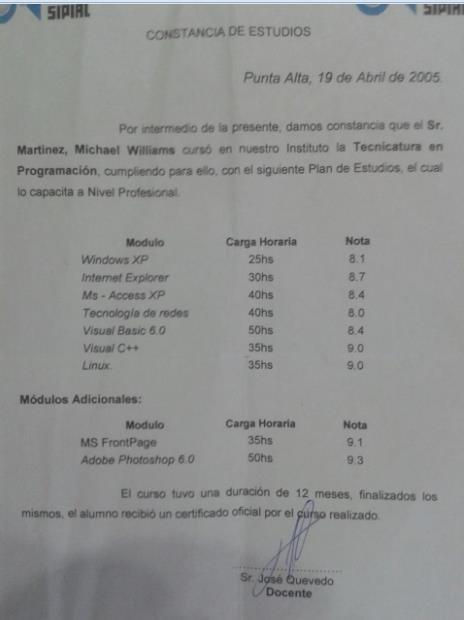 SIPIAL SIPIAL
CONSTANCIA DE ESTUDIOS
Punta Alta, 19 de Abril de 2005.
Por intermedio de la presente, damos constancia que el Sr.
Martinez, Michael Williams cursó en nuestro Instituto la Tecnicatura en
Programación, cumpliendo para ello, con el siguiente Plan de Estudios, el cual
lo capacita a Nivel Profesional.
Modulo Carga Horaria Nota
Windows XP 25hs 8.1
Internet Explorer 30hs 8.7
Ms - Access XP 40hs 8.4
Tecnología de redes 40hs 8.0
Visual Basic 6.0 50hs 8.4
Visual C++ 35hs 9.0
Linux. 35hs 9.0
Módulos Adicionales:
Modulo Carga Horaria Nota
MS FrontPage 35hs 9.1
Adobe Photoshop 6.0 50hs 9.3
El curso tuvo una duración de 12 meses, finalizados los
mismos, el alumno recibió un certificado oficial por el curso realizado.
Sr. José Quevedo
Docente